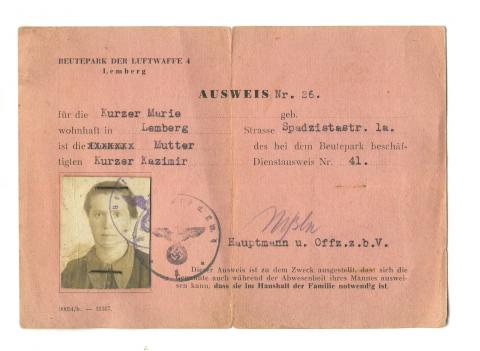 BEUTEPARK DER LUFTWAFFE 4
Lemberg
AUSWEIS Nr. 26.
für die Kurzer Marie geb.
wohnhaft in Lemberg Strasse Spadzistastr. 1a.
ist die xxxxxxx Mutter des bei dem Beutepark beschäf-
tigten Kurzer Kazimir Dienstausweis Nr. 41.
Hauptmann u. Offz.z.b.V.
Dieser Ausweis ist zu dem Zweck ausgestellt, dass sich die
Genannte auch während der Abwesenheit ihres Mannes auswei-
sen kann, dass sie im Haushalt der Familie notwendig ist.